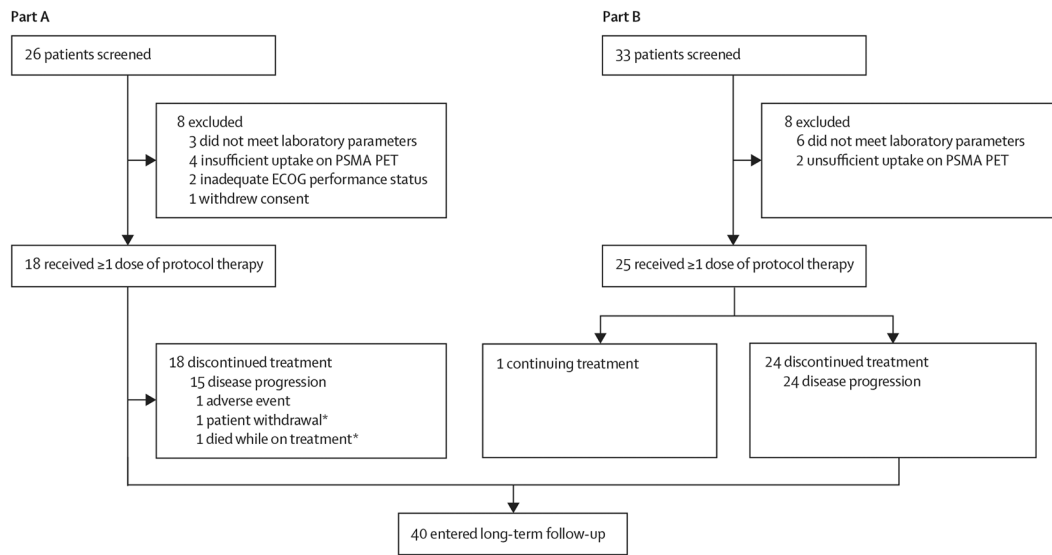 Part A
26 patients screened
8 excluded
3 did not meet laboratory parameters
4 insufficient uptake on PSMA PET
2 inadequate ECOG performance status
1 withdrew consent
18 received ≥1 dose of protocol therapy
18 discontinued treatment
15 disease progression
1 adverse event
1 patient withdrawal*
1 died while on treatment*
Part B
33 patients screened
8 excluded
6 did not meet laboratory parameters
2 unsufficient uptake on PSMA PET
25 received ≥1 dose of protocol therapy
1 continuing treatment
24 discontinued treatment
24 disease progression
40 entered long-term follow-up